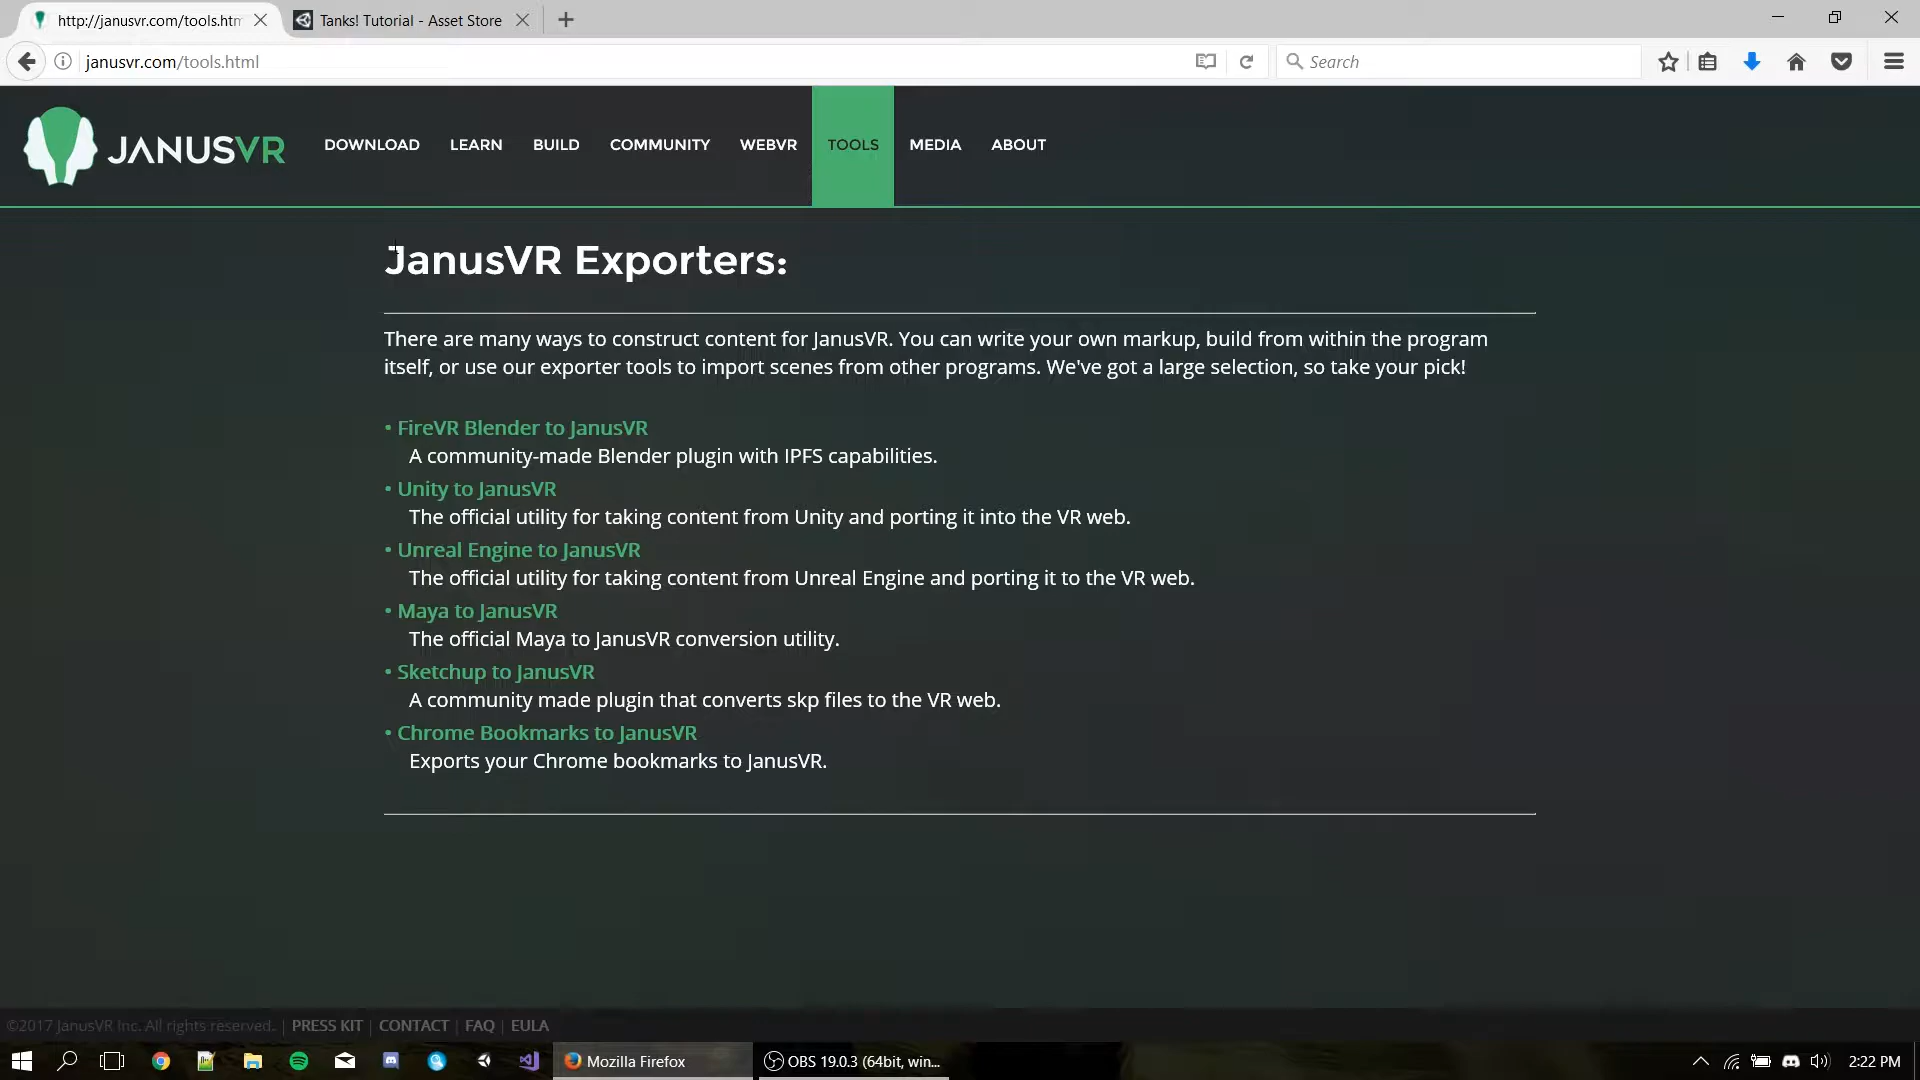 http://janusvr.com/tools.htm
Tanks! Tutorial - Asset Store
janusvr.com/tools.html
Search
JANUSVR
DOWNLOAD
LEARN
BUILD
COMMUNITY
WEBVR
TOOLS
MEDIA
ABOUT
JanusVR Exporters:
There are many ways to construct content for JanusVR. You can write your own markup, build from within the program
itself, or use our exporter tools to import scenes from other programs. We've got a large selection, so take your pick!
• FireVR Blender to JanusVR
A community-made Blender plugin with IPFS capabilities.
• Unity to JanusVR
The official utility for taking content from Unity and porting it into the VR web.
• Unreal Engine to JanusVR
The official utility for taking content from Unreal Engine and porting it to the VR web.
• Maya to JanusVR
The official Maya to JanusVR conversion utility.
• Sketchup to JanusVR
A community made plugin that converts skp files to the VR web.
• Chrome Bookmarks to JanusVR
Exports your Chrome bookmarks to JanusVR.
©2017 JanusVR Inc. All rights reserved. | PRESS KIT | CONTACT | FAQ | EULA
Mozilla Firefox
OBS 19.0.3 (64bit, win...
2:22 PM